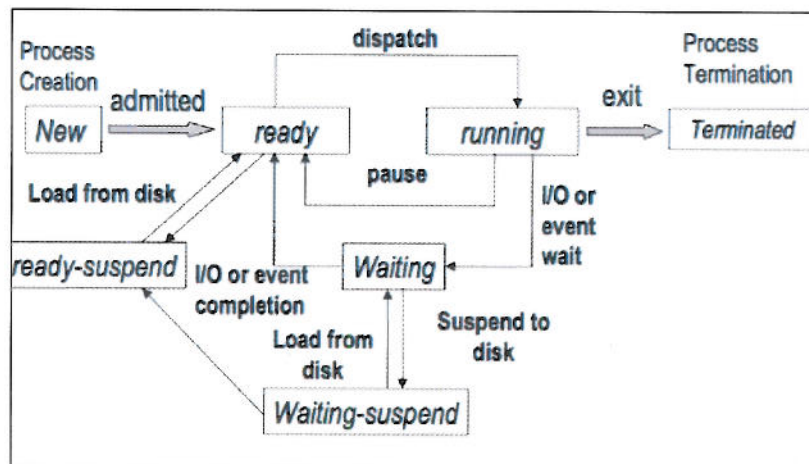 dispatch
Process
Creation
Process
Termination
admitted
exit
New
ready
running
Terminated
pause
Load from disk
I/O or
event
wait
ready-suspend
I/O or event
completion
Waiting
Load from
disk
Suspend to
disk
Waiting-suspend